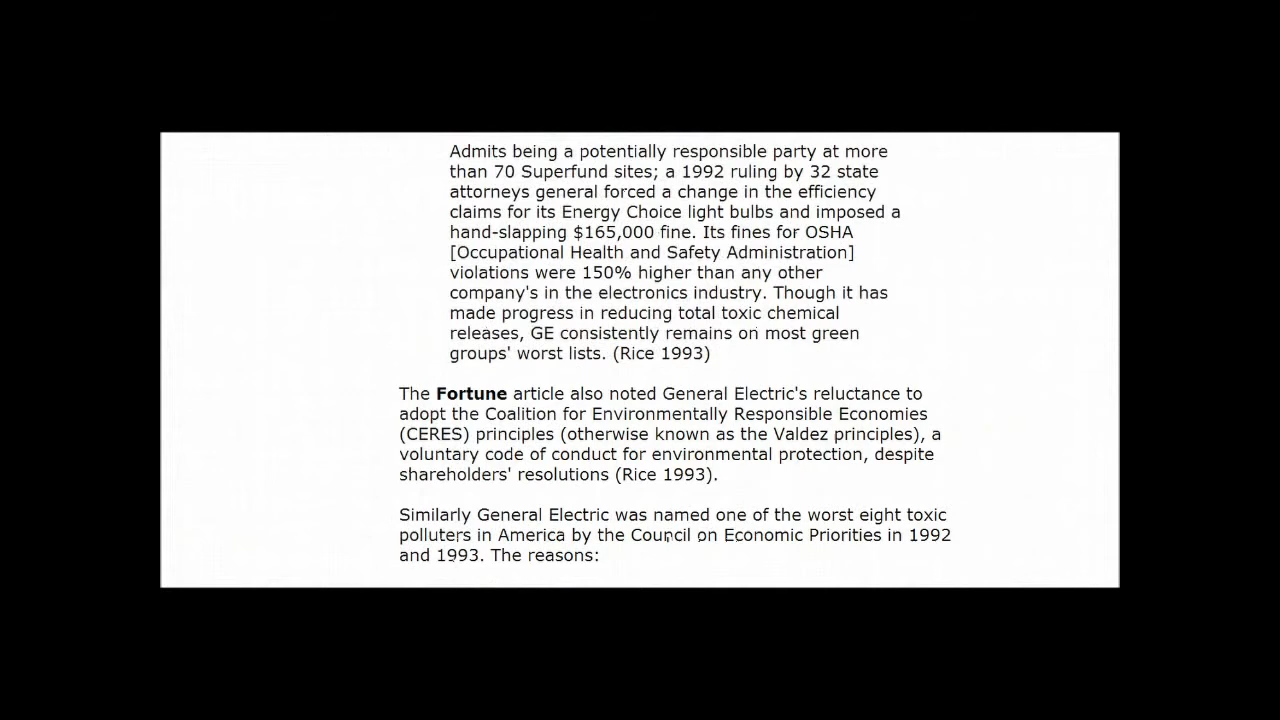 Admits being a potentially responsible party at more
than 70 Superfund sites; a 1992 ruling by 32 state
attorneys general forced a change in the efficiency
claims for its Energy Choice light bulbs and imposed a
hand-slapping $165,000 fine. Its fines for OSHA
[Occupational Health and Safety Administration]
violations were 150% higher than any other
company's in the electronics industry. Though it has
made progress in reducing total toxic chemical
releases, GE consistently remains on most green
groups' worst lists. (Rice 1993)
The Fortune article also noted General Electric's reluctance to
adopt the Coalition for Environmentally Responsible Economies
(CERES) principles (otherwise known as the Valdez principles), a
voluntary code of conduct for environmental protection, despite
shareholders' resolutions (Rice 1993).
Similarly General Electric was named one of the worst eight toxic
polluters in America by the Council on Economic Priorities in 1992
and 1993. The reasons: